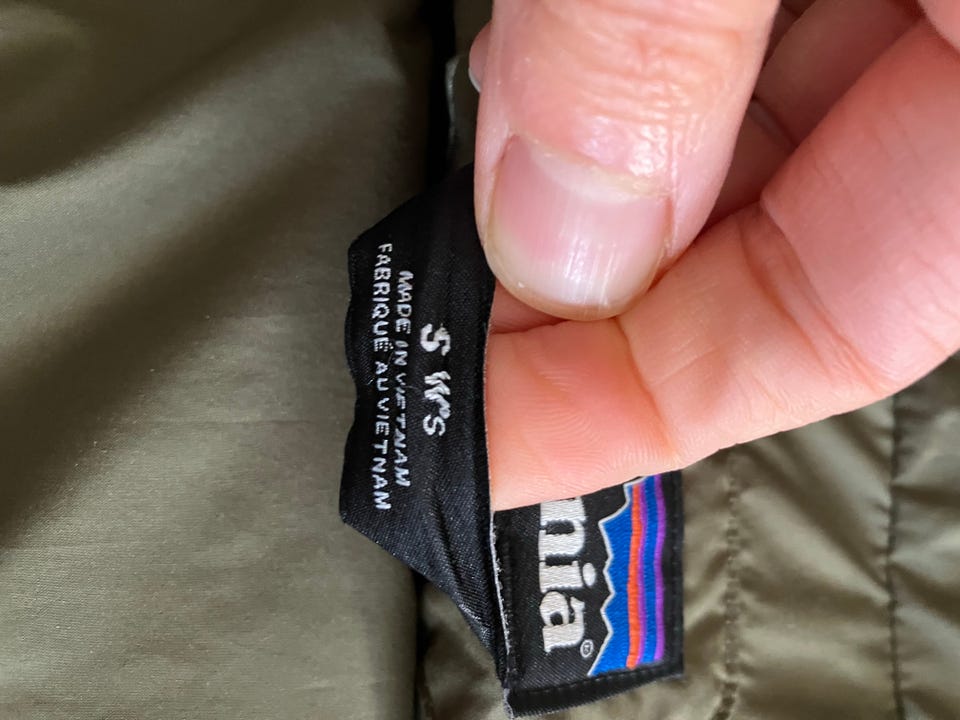 S W'S
MADE IN VIETNAM
FABRIQUÉ AU VIETNAM
nia®